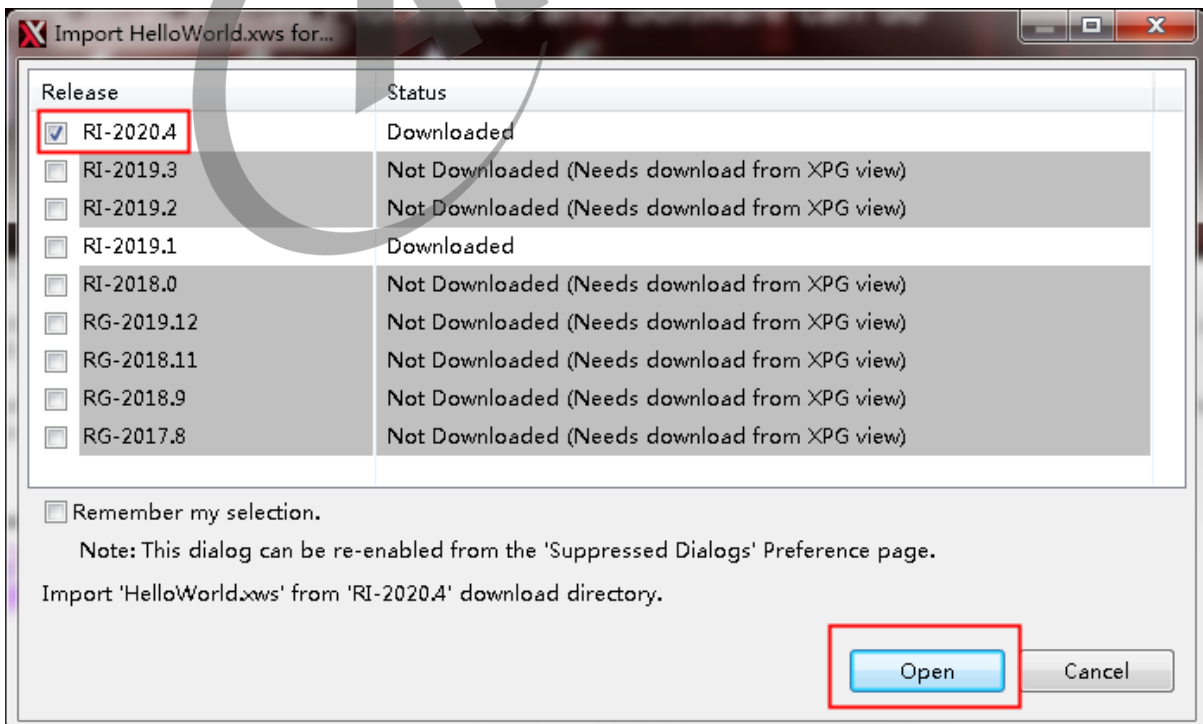 Import HelloWorld.xws for...
Release Status
RI-2020.4 Downloaded
RI-2019.3 Not Downloaded (Needs download from XPG view)
RI-2019.2 Not Downloaded (Needs download from XPG view)
RI-2019.1 Downloaded
RI-2018.0 Not Downloaded (Needs download from XPG view)
RG-2019.12 Not Downloaded (Needs download from XPG view)
RG-2018.11 Not Downloaded (Needs download from XPG view)
RG-2018.9 Not Downloaded (Needs download from XPG view)
RG-2017.8 Not Downloaded (Needs download from XPG view)
Remember my selection.
Note: This dialog can be re-enabled from the 'Suppressed Dialogs' Preference page.
Import 'HelloWorld.xws' from 'RI-2020.4' download directory.
Open Cancel